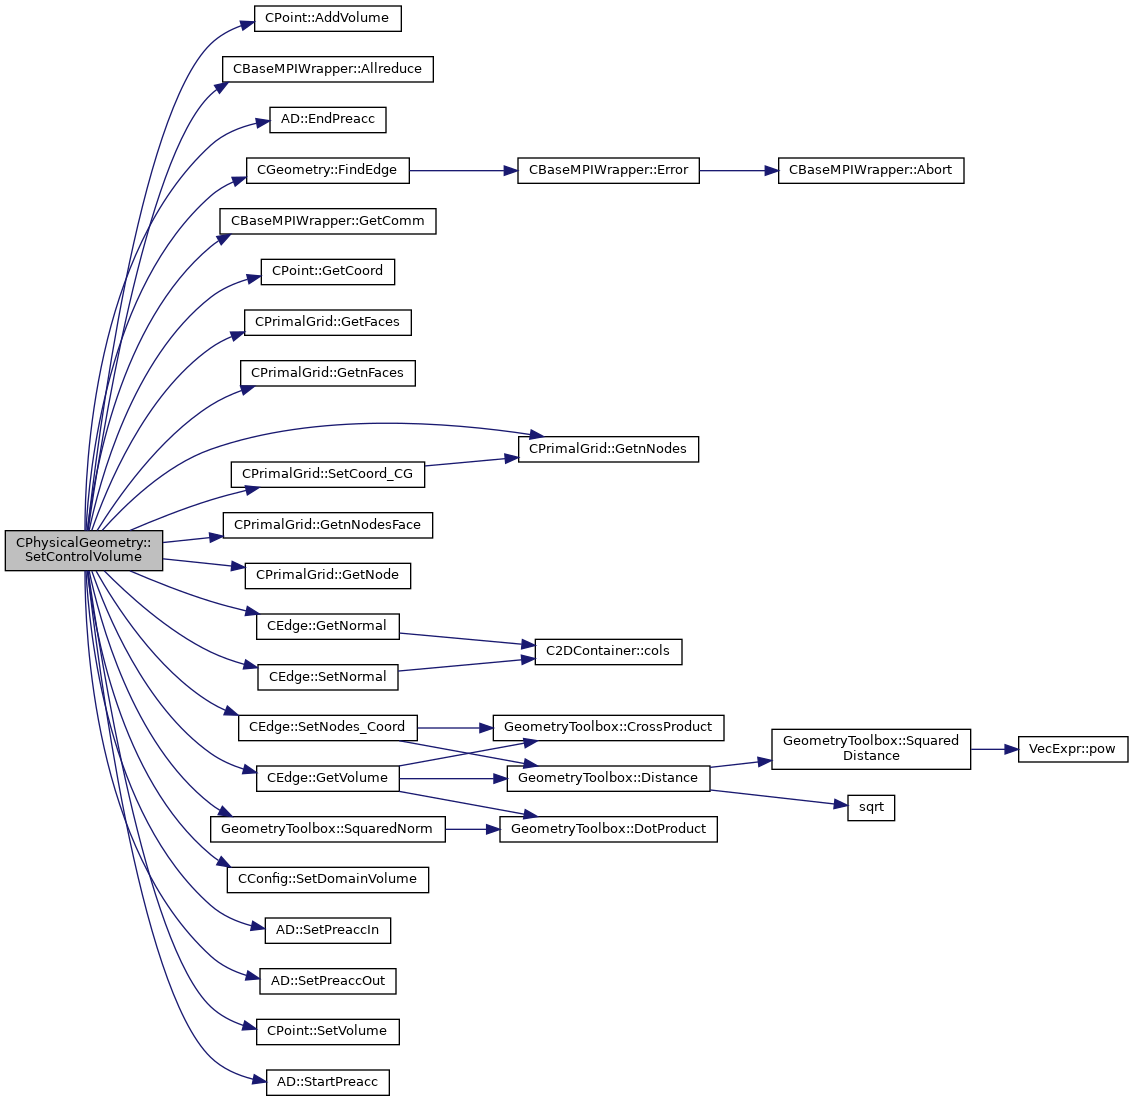 CPoint::AddVolume
CBaseMPIWrapper::Allreduce
AD::EndPreacc
CGeometry::FindEdge
CBaseMPIWrapper::Error
CBaseMPIWrapper::Abort
CBaseMPIWrapper::GetComm
CPoint::GetCoord
CPrimalGrid::GetFaces
CPrimalGrid::GetnFaces
CPrimalGrid::GetnNodes
CPrimalGrid::SetCoord_CG
CPrimalGrid::GetnNodesFace
CPhysicalGeometry::
SetControlVolume
CPrimalGrid::GetNode
CEdge::GetNormal
C2DContainer::cols
CEdge::SetNormal
CEdge::SetNodes_Coord
GeometryToolbox::CrossProduct
GeometryToolbox::Squared
Distance
VecExpr::pow
CEdge::GetVolume
GeometryToolbox::Distance
sqrt
GeometryToolbox::SquaredNorm
GeometryToolbox::DotProduct
CConfig::SetDomainVolume
AD::SetPreaccIn
AD::SetPreaccOut
CPoint::SetVolume
AD::StartPreacc